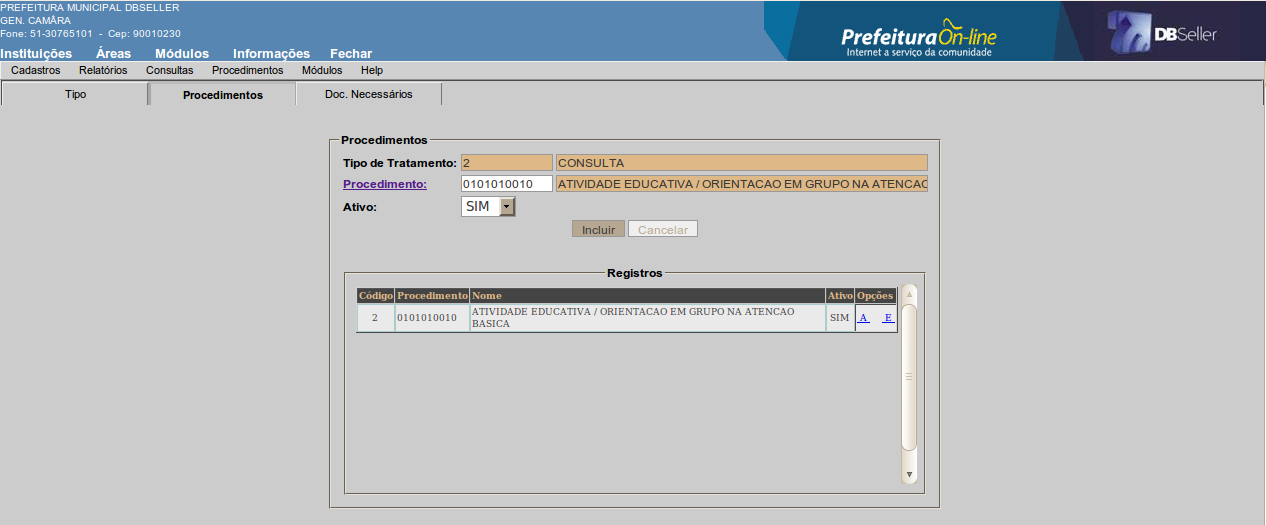 PREFEITURA MUNICIPAL DBSELLER
GEN. CAMÂRA
Fone: 51-30765101 - Cep: 90010230
Prefeitura On-line
Internet a serviço da comunidade
DBSeller
Instituições Áreas Módulos Informações Fechar
Cadastros Relatórios Consultas Procedimentos Módulos Help
Tipo Procedimentos Doc. Necessários
Procedimentos
Tipo de Tratamento: 2 CONSULTA
Procedimento: 0101010010 ATIVIDADE EDUCATIVA / ORIENTACAO EM GRUPO NA ATENCAO
Ativo: SIM
Incluir Cancelar
Registros
Código Procedimento Nome Ativo Opções
2 0101010010 ATIVIDADE EDUCATIVA / ORIENTACAO EM GRUPO NA ATENCAO BASICA SIM A E